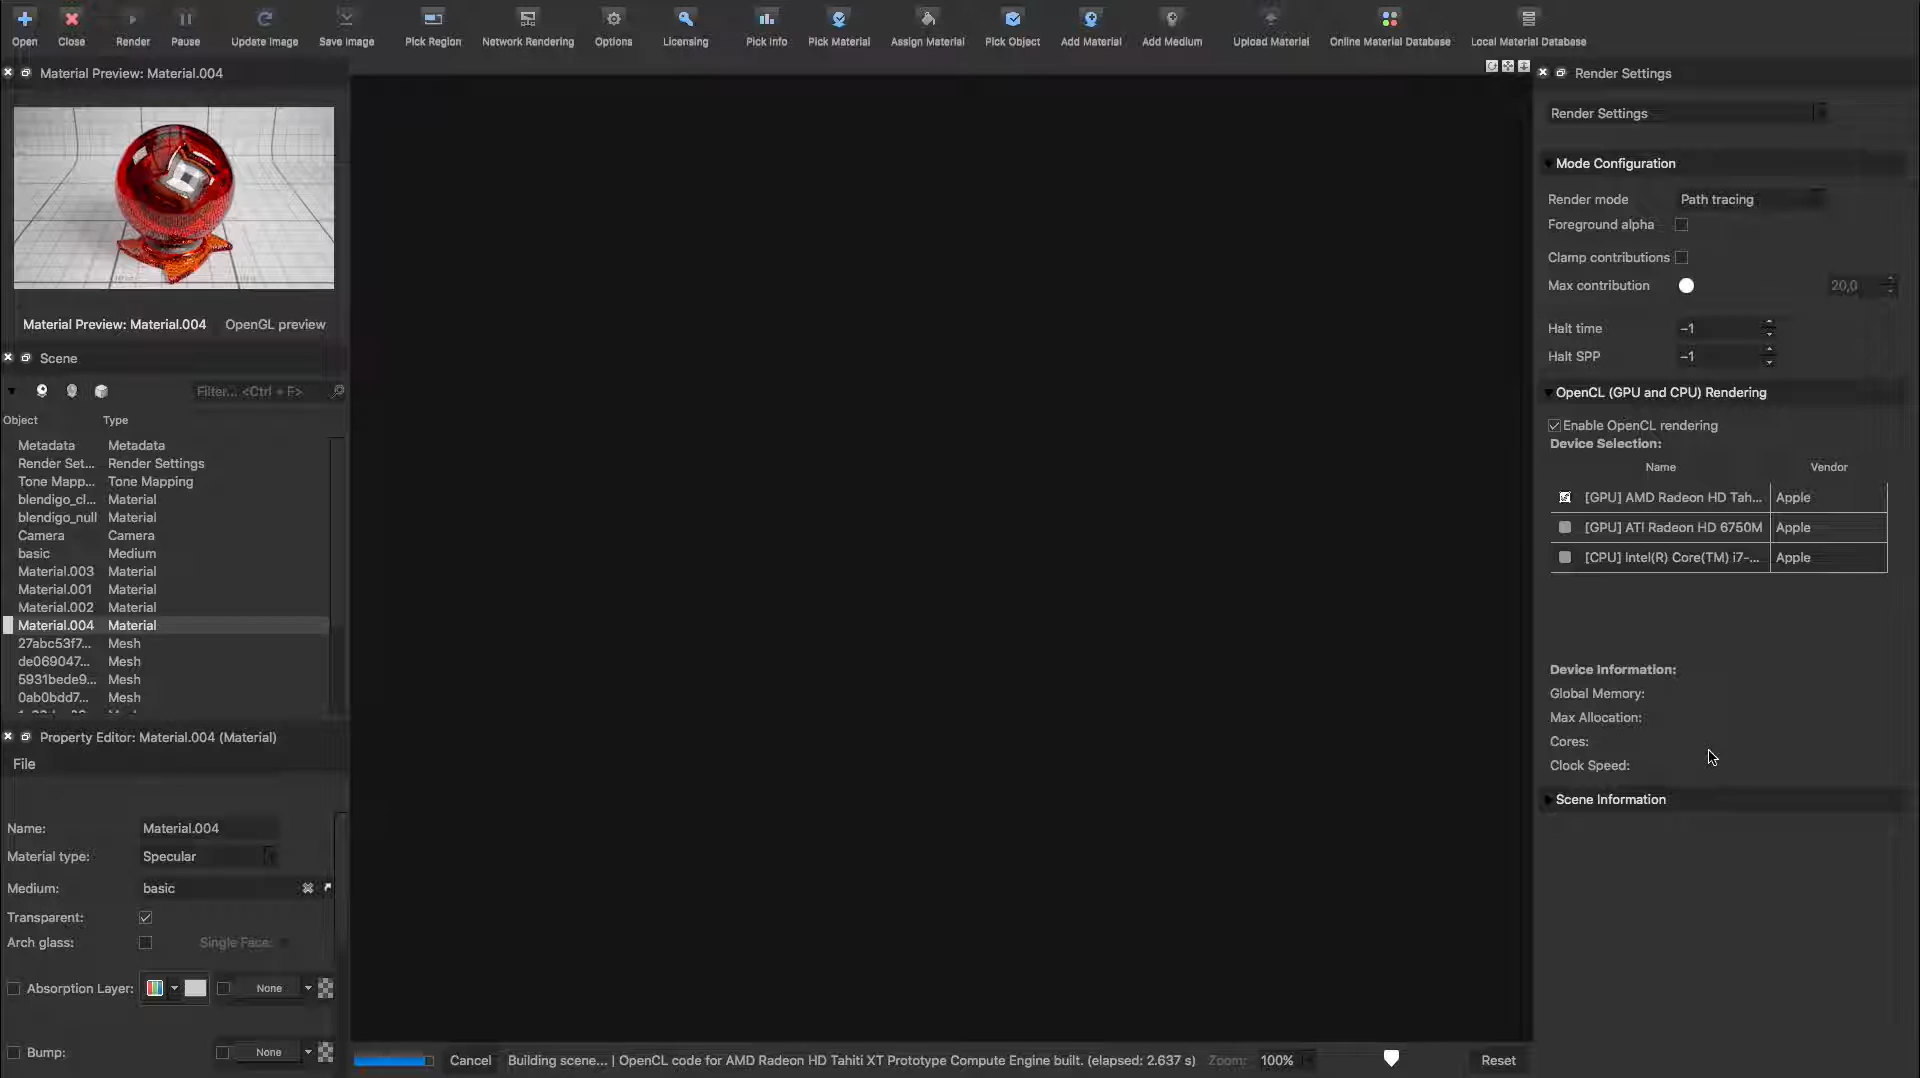 Open Close Render Pause Update Image Save Image Pick Region Network Rendering Options Licensing Pick Info Pick Material Assign Material Pick Object Add Material Add Medium Upload Material Online Material Database Local Material Database
Material Preview: Material.004
Material Preview: Material.004 OpenGL preview
Scene
Filter... <Ctrl + F>
Object Type
Metadata Metadata
Render Set... Render Settings
Tone Mapp... Tone Mapping
blendigo_cl... Material
blendigo_null Material
Camera Camera
basic Medium
Material.003 Material
Material.001 Material
Material.002 Material
Material.004 Material
27abc53f7... Mesh
de069047... Mesh
5931bede9... Mesh
0ab0bdd7... Mesh
Property Editor: Material.004 (Material)
File
Name: Material.004
Material type: Specular
Medium: basic
Transparent:
Arch glass: Single Face:
Absorption Layer: None
Bump: None
Cancel Building scene... | OpenCL code for AMD Radeon HD Tahiti XT Prototype Compute Engine built. (elapsed: 2.637 s) Zoom: 100% Reset
Render Settings
Render Settings
Mode Configuration
Render mode Path tracing
Foreground alpha
Clamp contributions
Max contribution 20,0
Halt time -1
Halt SPP -1
OpenCL (GPU and CPU) Rendering
Enable OpenCL rendering
Device Selection:
Name Vendor
[GPU] AMD Radeon HD Tah... Apple
[GPU] ATI Radeon HD 6750M Apple
[CPU] Intel(R) Core(TM) i7-... Apple
Device Information:
Global Memory:
Max Allocation:
Cores:
Clock Speed:
Scene Information